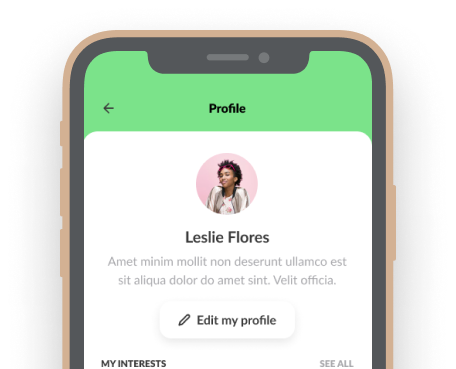 Profile
Leslie Flores
Amet minim mollit non deserunt ullamco est
sit aliqua dolor do amet sint. Velit officia.
Edit my profile
MY INTERESTS SEE ALL